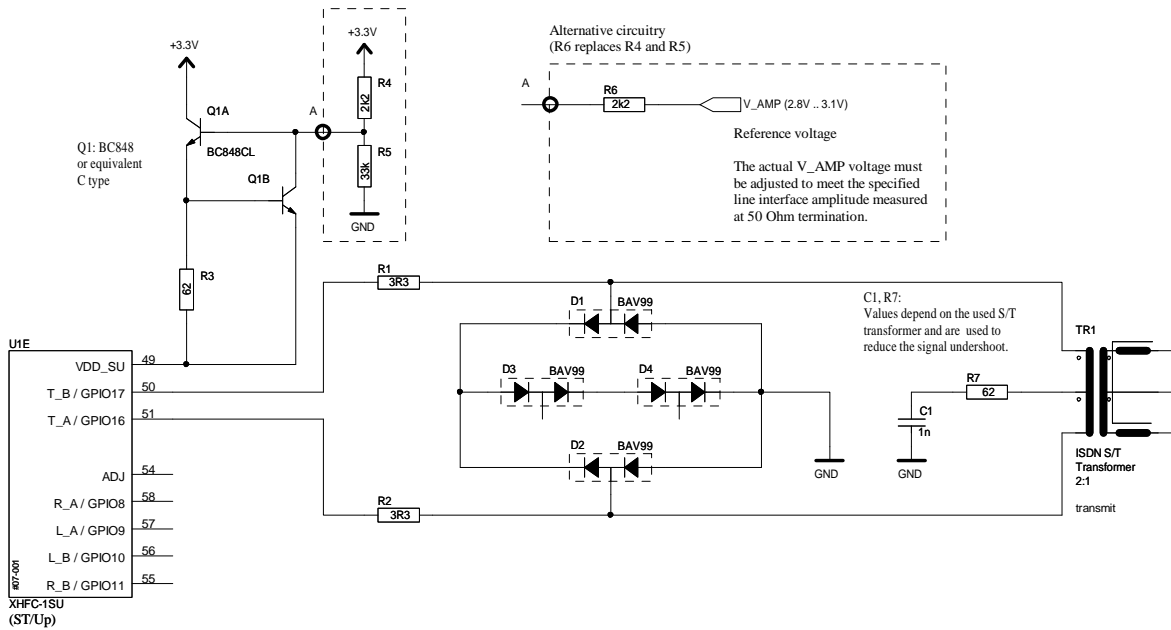 +3.3V
Q1A
BC848CL
Q1: BC848
or equivalent
C type
Q1B
A
+3.3V
R4
2k2
R5
33k
GND
Alternative circuitry
(R6 replaces R4 and R5)
A
R6
2k2
V_AMP (2.8V .. 3.1V)
Reference voltage
The actual V_AMP voltage must
be adjusted to meet the specified
line interface amplitude measured
at 50 Ohm termination.
R3
62
R1
3R3
D1
BAV99
D3
BAV99
D4
BAV99
D2
BAV99
GND
R2
3R3
C1, R7:
Values depend on the used S/T
transformer and are used to
reduce the signal undershoot.
R7
62
C1
1n
GND
TR1
ISDN S/T
Transformer
2:1
transmit
U1E
VDD_SU 49
T_B / GPIO17 50
T_A / GPIO16 51
ADJ 54
R_A / GPIO8 58
L_A / GPIO9 57
L_B / GPIO10 56
R_B / GPIO11 55
#07-001
XHFC-1SU
(ST/Up)